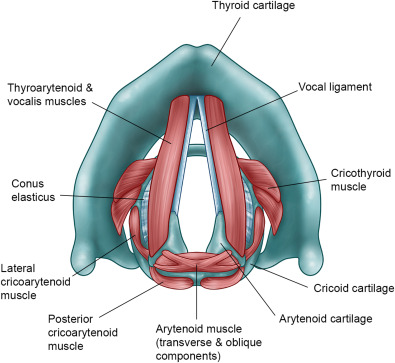 Thyroid cartilage
Thyroarytenoid &
vocalis muscles
Vocal ligament
Conus
elasticus
Cricothyroid
muscle
Lateral
cricoarytenoid
muscle
Cricoid cartilage
Posterior
cricoarytenoid
muscle
Arytenoid muscle
(transverse & oblique
components)
Arytenoid cartilage